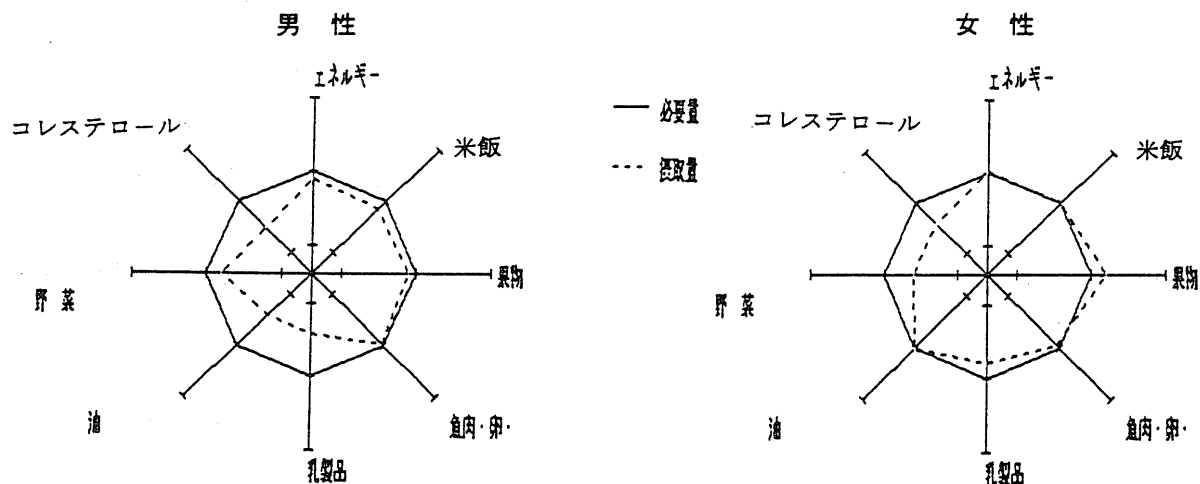 男 性
エネルギー
コレステロール
米飯
野 菜
果物
油
魚肉・卵・
乳製品
必要量
摂取量
女 性
エネルギー
コレステロール
米飯
野 菜
果物
油
魚肉・卵・
乳製品